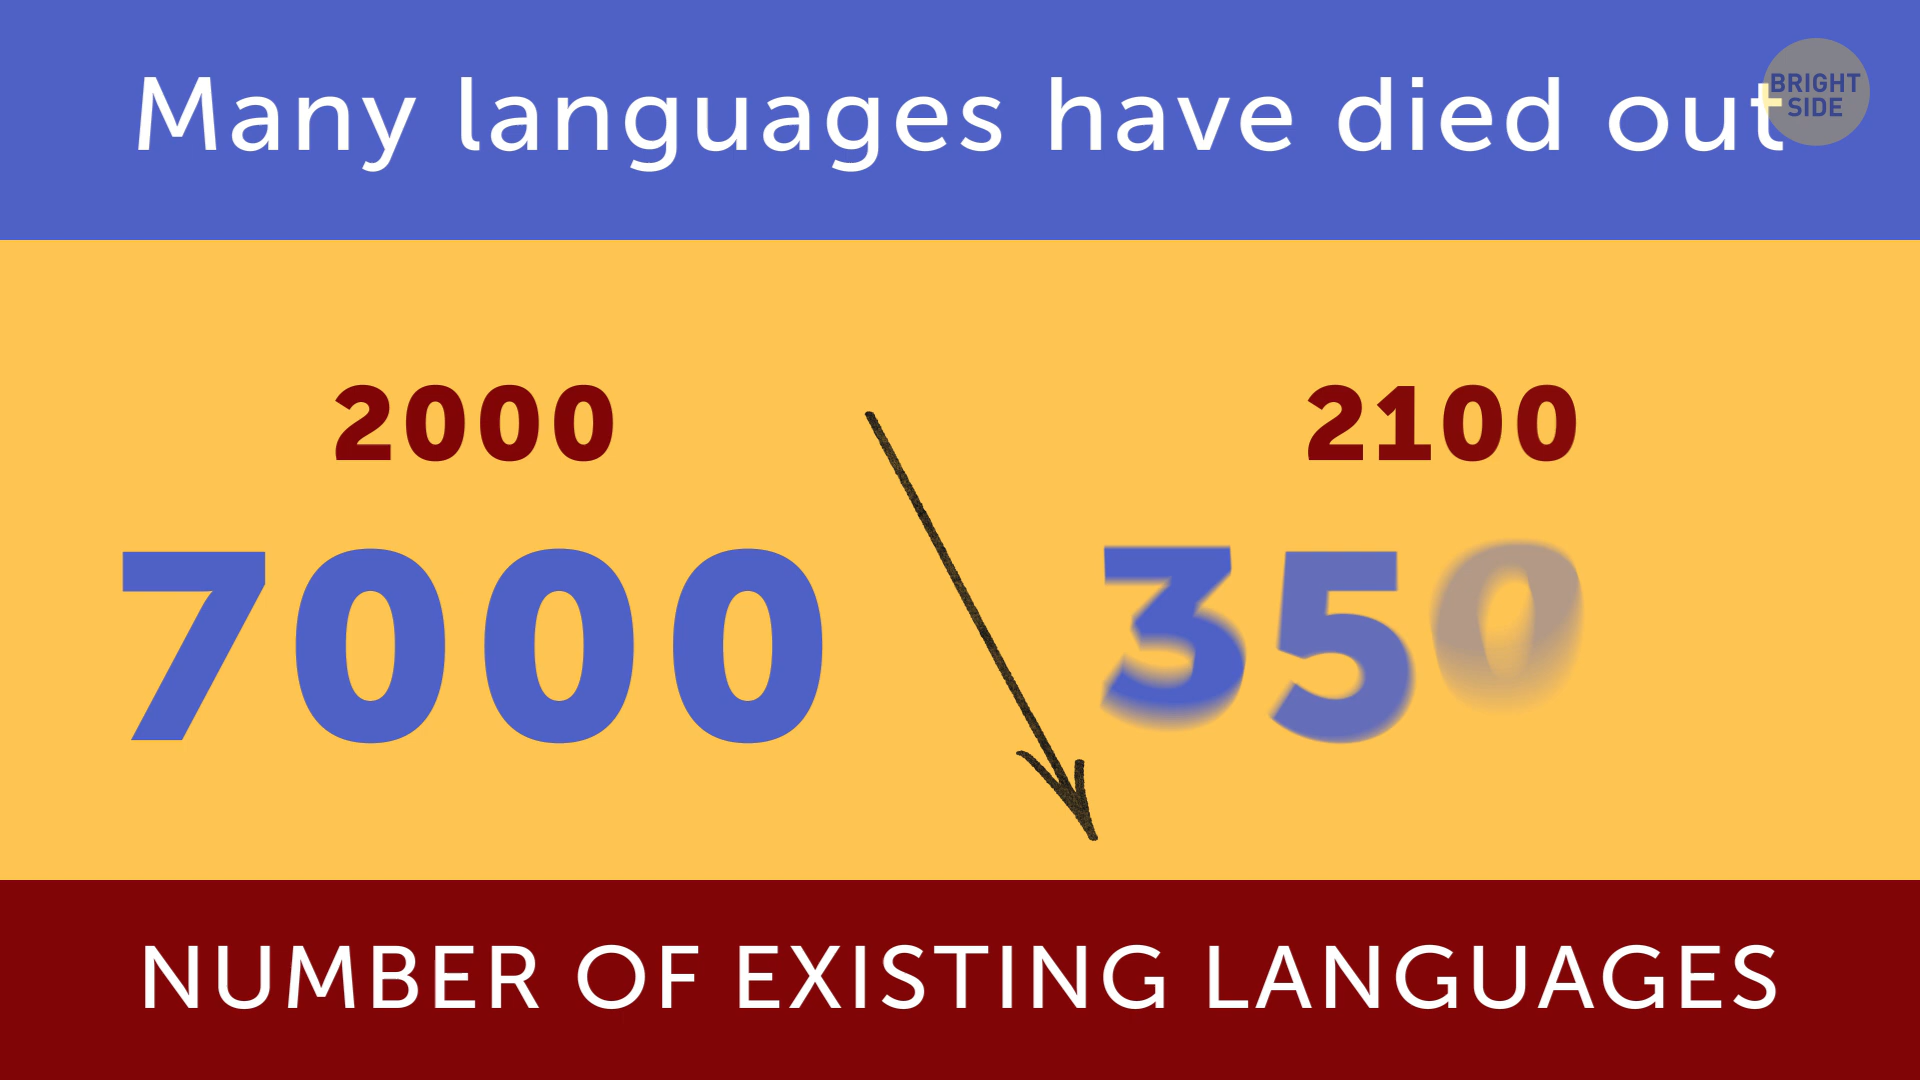 Many languages have died out
BRIGHT
SIDE
2000
2100
7000
350
NUMBER OF EXISTING LANGUAGES